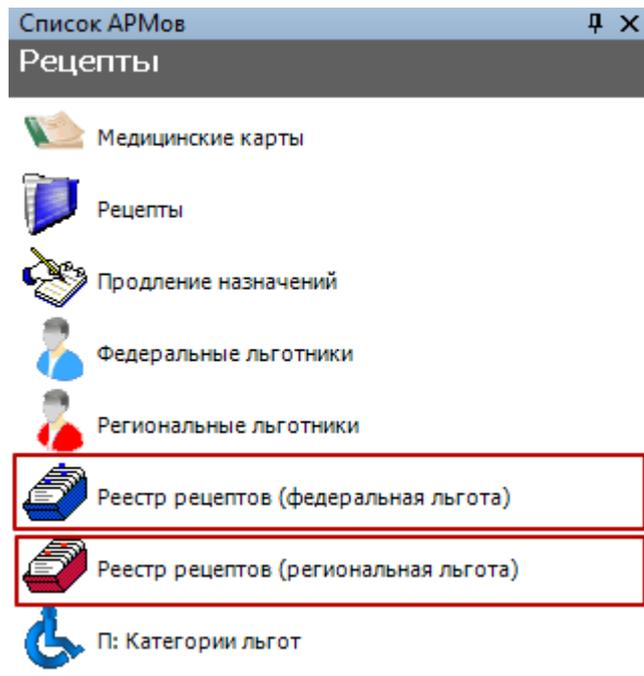 Список АРМов
Рецепты
Медицинские карты
Рецепты
Продление назначений
Федеральные льготники
Региональные льготники
Реестр рецептов (федеральная льгота)
Реестр рецептов (региональная льгота)
П: Категории льгот